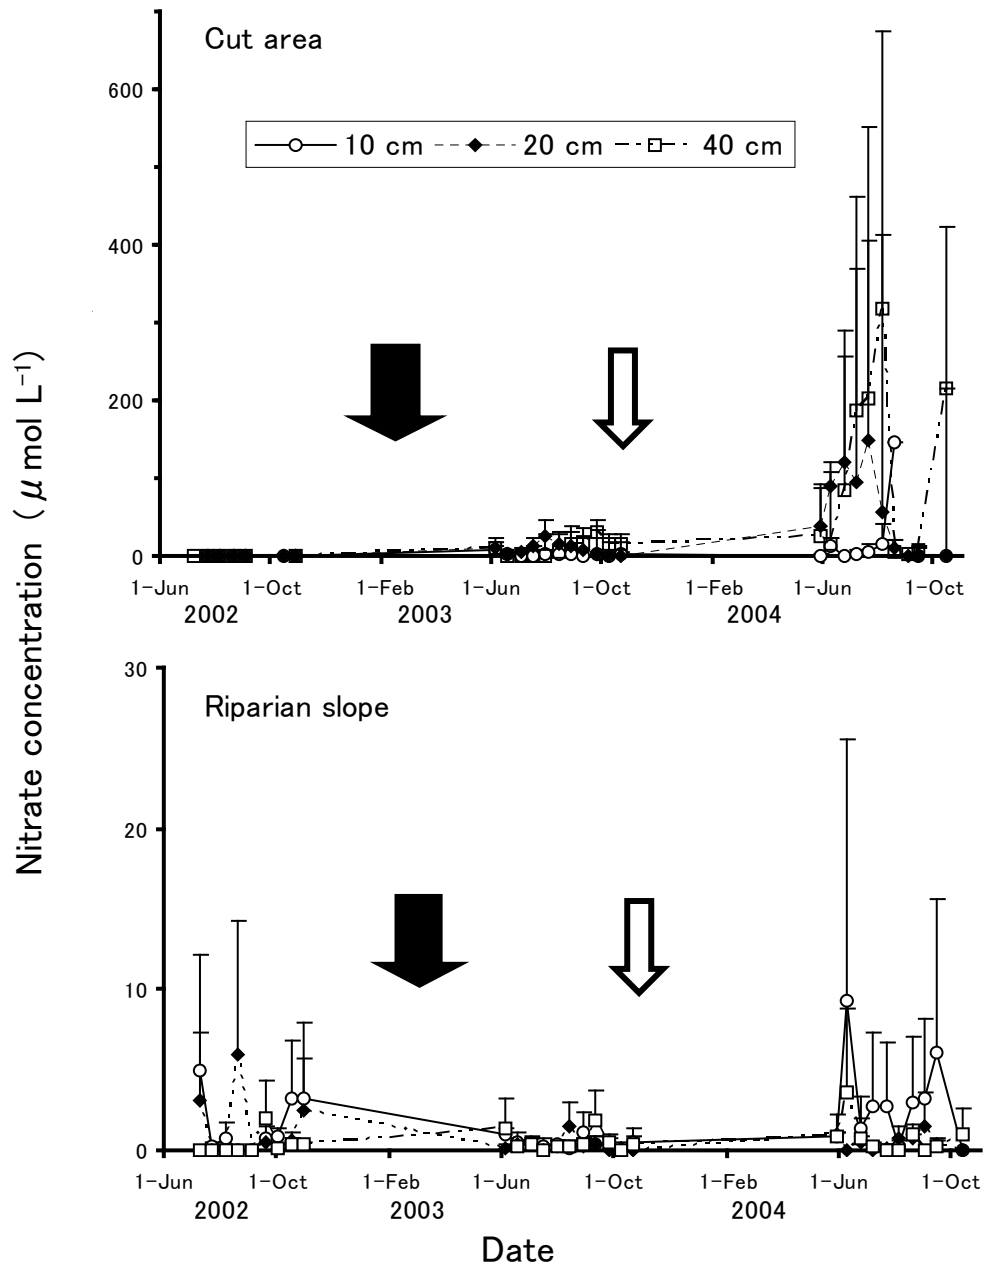 Cut area
600
10 cm 20 cm 40 cm
400
200
0
1-Jun 1-Oct 1-Feb 1-Jun 1-Oct 1-Feb 1-Jun 1-Oct
2002 2003 2004
Nitrate concentration (μmol L⁻¹)
30
Riparian slope
20
10
0
1-Jun 1-Oct 1-Feb 1-Jun 1-Oct 1-Feb 1-Jun 1-Oct
2002 2003 2004
Date